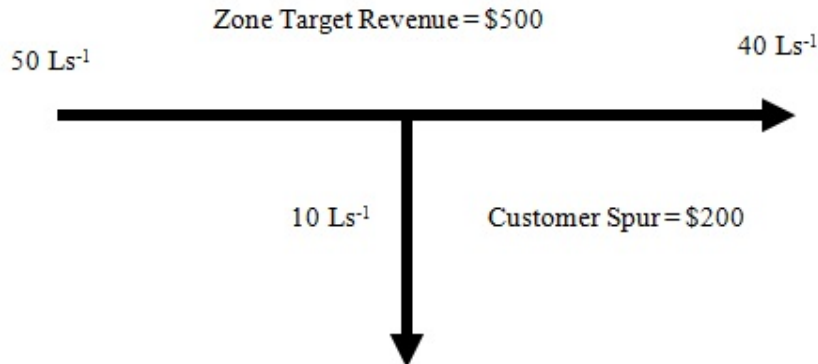 Zone Target Revenue = $500
50 Ls⁻¹
40 Ls⁻¹
10 Ls⁻¹
Customer Spur = $200